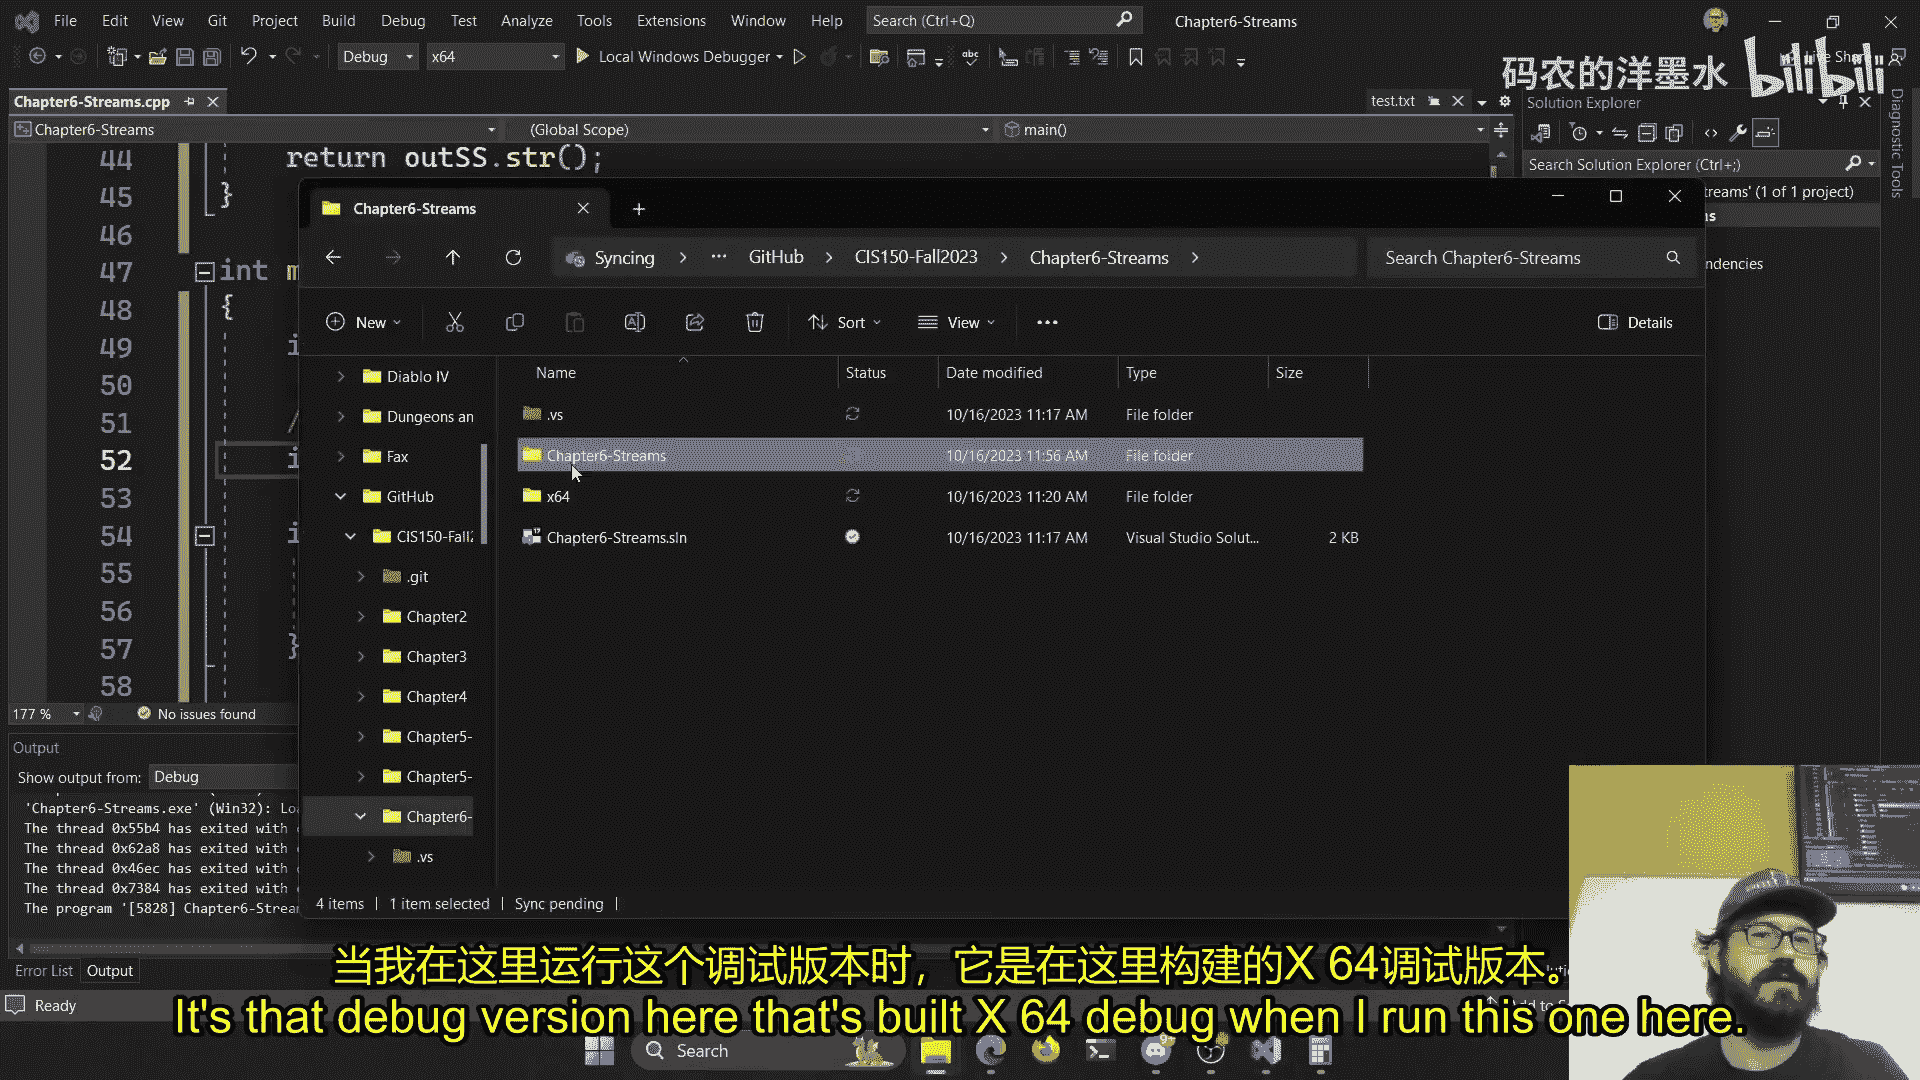 File Edit View Git Project Build Debug Test Analyze Tools Extensions Window Help Search (Ctrl+Q) Chapter6-Streams
Debug x64 Local Windows Debugger
码农的洋墨水 bilibili
Chapter6-Streams.cpp test.txt Solution Explorer
Chapter6-Streams (Global Scope) main()
Diagnostic Tools
Search Solution Explorer (Ctrl+;)
44 return outSS.str();
45 }
46
47 int m
48 {
49 i
50
51 /
52 i
53
54 i
55
56
57 }
58
treams' (1 of 1 project)
ms
ndencies
Chapter6-Streams
Syncing GitHub CIS150-Fall2023 Chapter6-Streams Search Chapter6-Streams
New Sort View Details
Name Status Date modified Type Size
Diablo IV
Dungeons an
Fax
GitHub
CIS150-Fall2
.git
Chapter2
Chapter3
Chapter4
Chapter5-
Chapter5-
Chapter6-
.vs
.vs 10/16/2023 11:17 AM File folder
Chapter6-Streams 10/16/2023 11:56 AM File folder
x64 10/16/2023 11:20 AM File folder
Chapter6-Streams.sln 10/16/2023 11:17 AM Visual Studio Solut... 2 KB
4 items 1 item selected Sync pending
177 % No issues found
Output
Show output from: Debug
'Chapter6-Streams.exe' (Win32): Loa
The thread 0x55b4 has exited with
The thread 0x62a8 has exited with
The thread 0x46ec has exited with
The thread 0x7384 has exited with
The program '[5828] Chapter6-Strea
Error List Output
Ready
当我在这里运行这个调试版本时，它是在这里构建的X 64调试版本。
It's that debug version here that's built X 64 debug when I run this one here.
Search